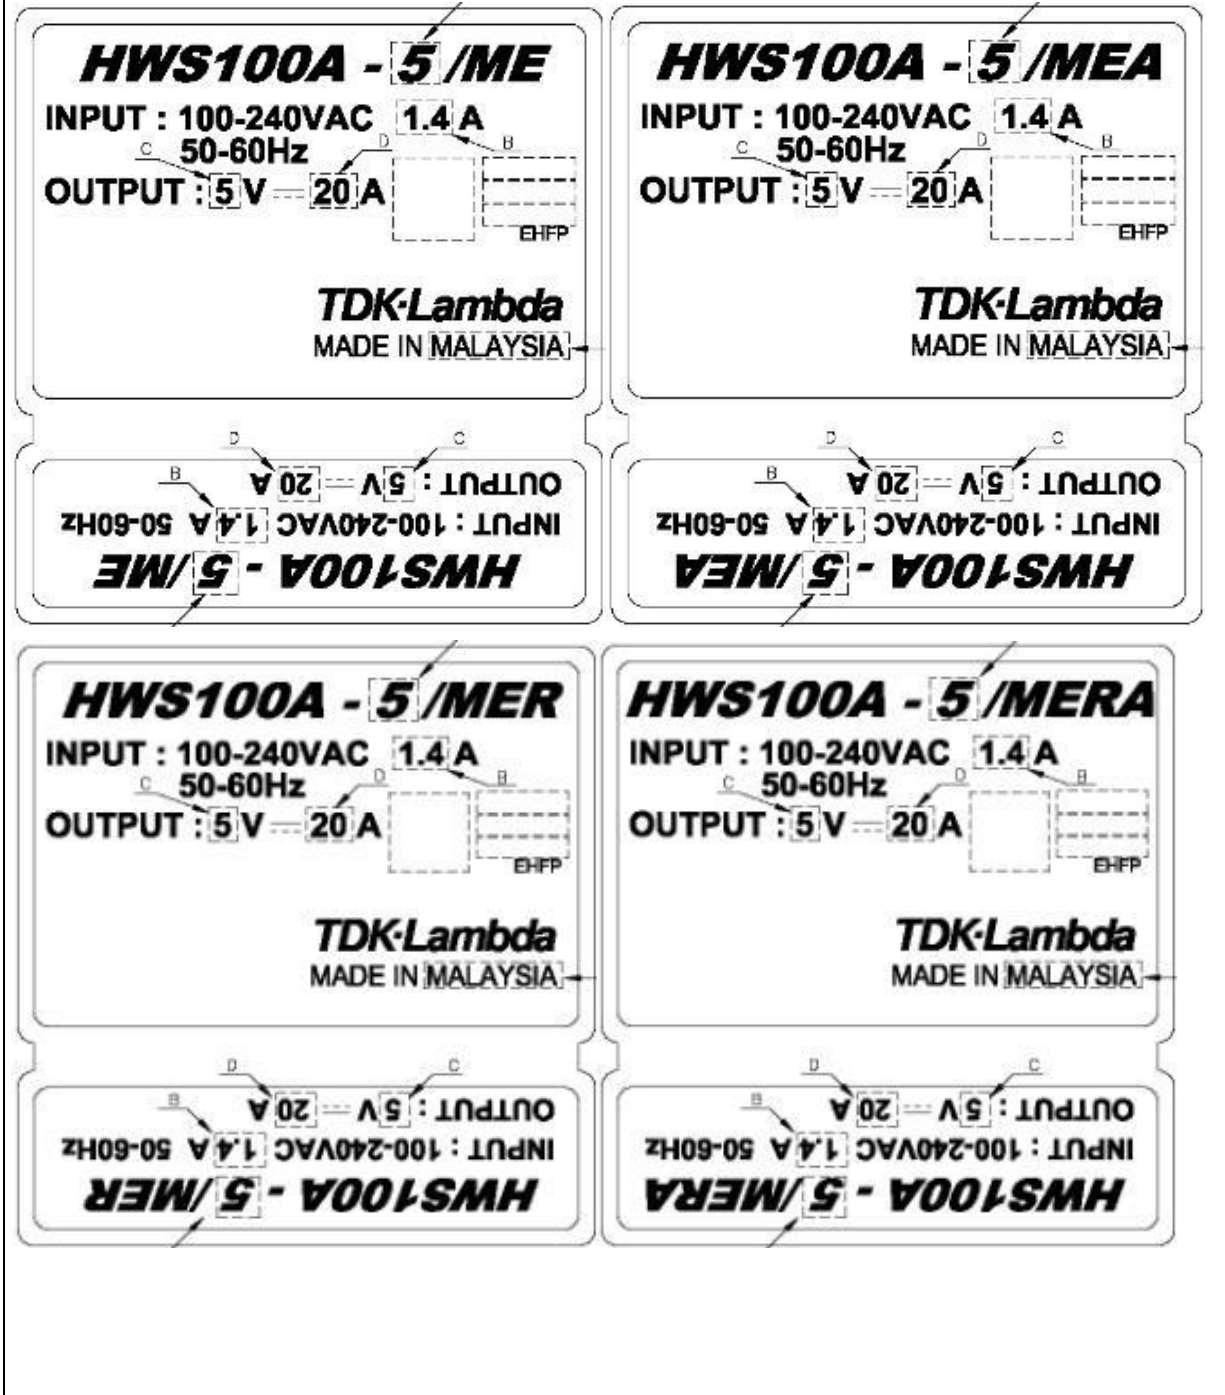 HWS100A - 5 /ME
INPUT : 100-240VAC 1.4 A
50-60Hz
C
D
B
OUTPUT : 5 V 20 A
EHFP
TDK-Lambda
MADE IN MALAYSIA
D
C
B
OUTPUT : 5 V 20 A
INPUT : 100-240VAC 1.4 A 50-60Hz
HWS100A - 5 /ME
HWS100A - 5 /MEA
INPUT : 100-240VAC 1.4 A
50-60Hz
C
D
B
OUTPUT : 5 V 20 A
EHFP
TDK-Lambda
MADE IN MALAYSIA
D
C
B
OUTPUT : 5 V 20 A
INPUT : 100-240VAC 1.4 A 50-60Hz
HWS100A - 5 /MEA
HWS100A - 5 /MER
INPUT : 100-240VAC 1.4 A
50-60Hz
C
D
B
OUTPUT : 5 V 20 A
EHFP
TDK-Lambda
MADE IN MALAYSIA
D
C
B
OUTPUT : 5 V 20 A
INPUT : 100-240VAC 1.4 A 50-60Hz
HWS100A - 5 /MER
HWS100A - 5 /MERA
INPUT : 100-240VAC 1.4 A
50-60Hz
C
D
B
OUTPUT : 5 V 20 A
EHFP
TDK-Lambda
MADE IN MALAYSIA
D
C
B
OUTPUT : 5 V 20 A
INPUT : 100-240VAC 1.4 A 50-60Hz
HWS100A - 5 /MERA